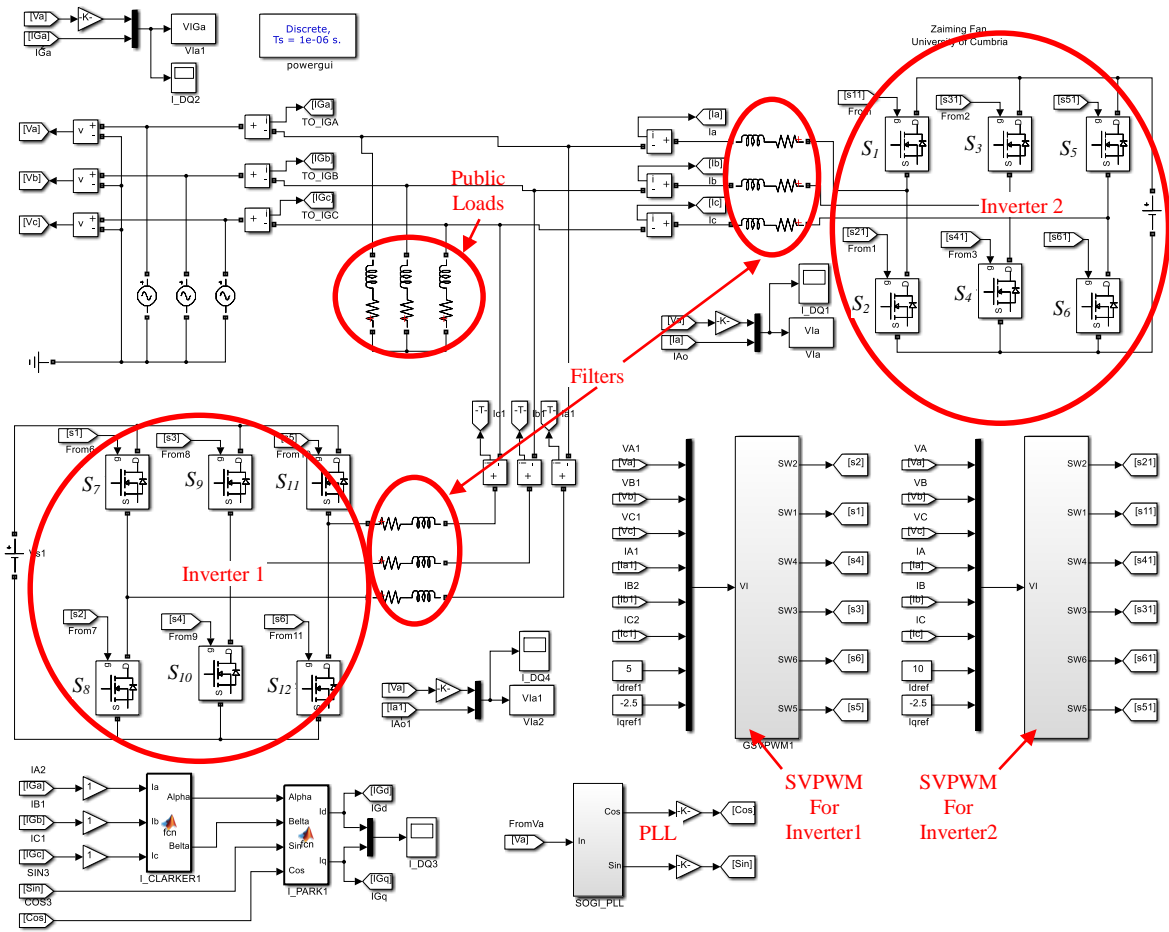 [Va]
-K-
[IGa]
IGa
VIGa
VIa1
I_DQ2
Discrete,
Ts = 1e-06 s.
powergui
Zaiming Fan
University of Cumbria
[Va]
v
[Vb]
v
[Vc]
v
[IGa]
TO_IGA
[IGb]
TO_IGB
[IGc]
TO_IGC
Public
Loads
[Ia]
Ia
[Ib]
Ib
[Ic]
Ic
[s11]
[s31]
From2
[s51]
S1
S3
S5
Inverter 2
[s21]
From1
[s41]
From3
[s61]
S2
S4
S6
I_DQ1
-K-
[Ia]
IAo
VIa
VIa
Filters
-T-
-T-
-T-
Ic1
[s1]
From6
[s3]
From8
[s5]
S7
S9
S11
Inverter 1
[s2]
From7
[s4]
From9
[s6]
From11
S8
S10
S12
I_DQ4
[Va]
-K-
[Ia1]
IAo1
VIa1
VIa2
VA1
[Va]
VB1
[Vb]
VC1
[Vc]
IA1
[Ia1]
IB2
[Ib1]
IC2
[Ic1]
5
Idref1
-2.5
Iqref1
VI
SW2
SW1
SW4
SW3
SW6
SW5
GSVPWM1
[s2]
[s1]
[s4]
[s3]
[s6]
[s5]
VA
[Va]
VB
[Vb]
VC
[Vc]
IA
[Ia]
IB
[Ib]
IC
[Ic]
10
Idref
-2.5
Iqref
VI
SW2
SW1
SW4
SW3
SW6
SW5
[s21]
[s11]
[s41]
[s31]
[s61]
[s51]
SVPWM
For
Inverter1
SVPWM
For
Inverter2
IA2
[IGa]
IB1
[IGb]
IC1
[IGc]
SIN3
[Sin]
COS3
[Cos]
1
1
1
Ia
Ib
Ic
Alpha
Belta
fcn
I_CLARKER1
Alpha
Belta
Sin
Cos
Id
Iq
fcn
I_PARK1
[IGd]
IGd
[IGq]
IGq
I_DQ3
FromVa
[Va]
In
Cos
Sin
SOGI_PLL
PLL
-K-
-K-
[Cos]
[Sin]